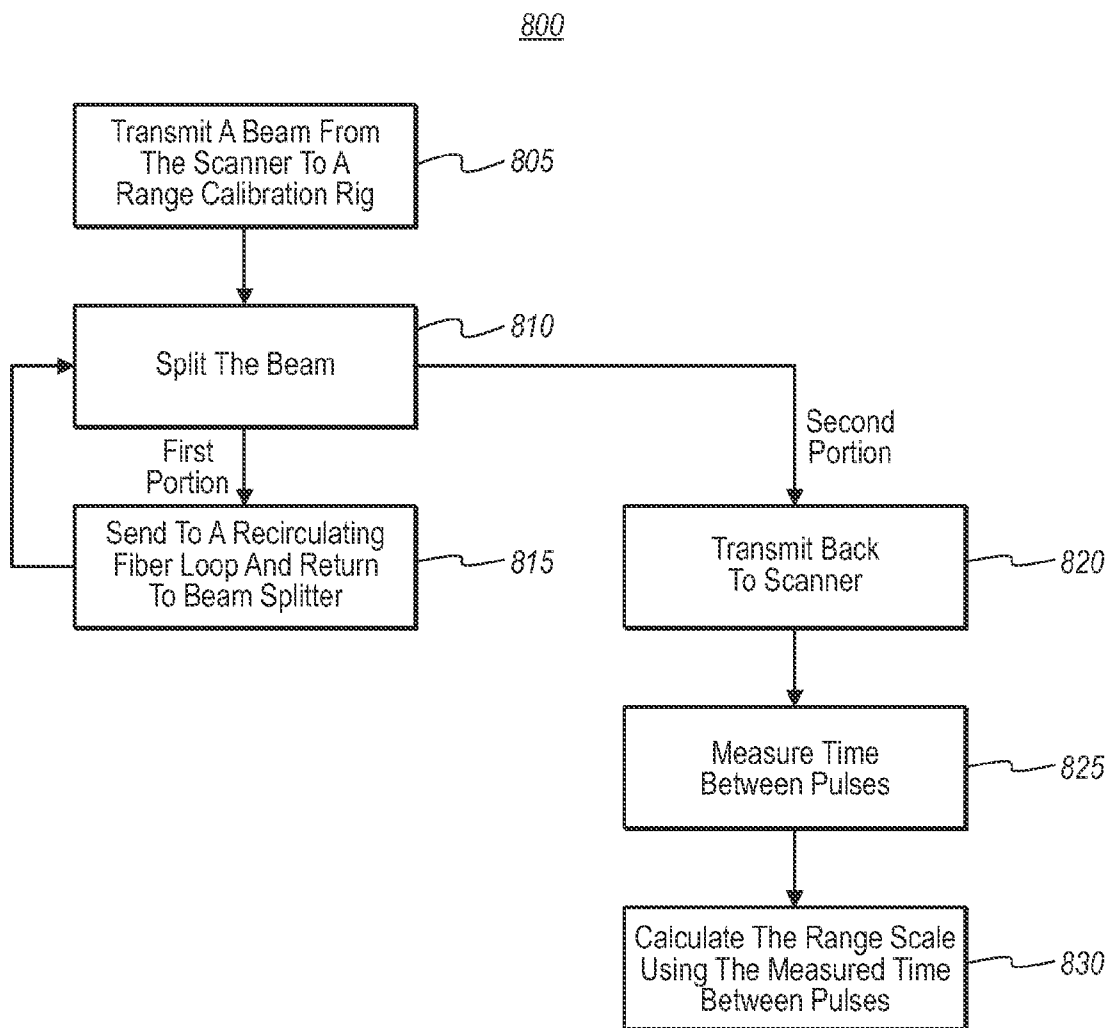 800
Transmit A Beam From
The Scanner To A
Range Calibration Rig
805
810
Split The Beam
First
Portion
Second
Portion
Send To A Recirculating
Fiber Loop And Return
To Beam Splitter
815
Transmit Back
To Scanner
820
Measure Time
Between Pulses
825
Calculate The Range Scale
Using The Measured Time
Between Pulses
830